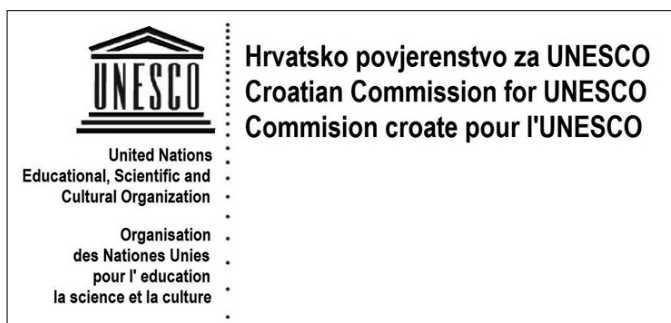 UNESCO
United Nations
Educational, Scientific and
Cultural Organization
Organisation
des Nationes Unies
pour l' education
la science et la culture
Hrvatsko povjerenstvo za UNESCO
Croatian Commission for UNESCO
Commision croate pour l'UNESCO